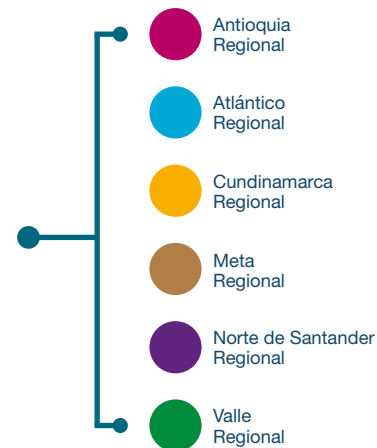 Antioquia
Regional
Atlántico
Regional
Cundinamarca
Regional
Meta
Regional
Norte de Santander
Regional
Valle
Regional